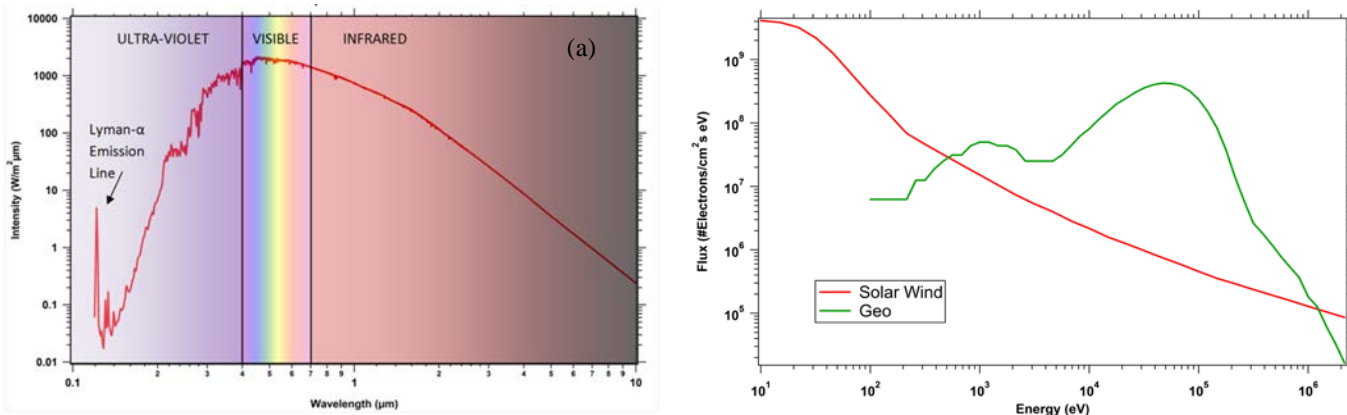 ULTRA-VIOLET VISIBLE INFRARED (a)
10000
1000
100
10
1
0.1
0.01
Intensity (W/m² µm)
Lyman-α
Emission
Line
0.1 2 3 4 5 6 7 8 9 1 2 3 4 5 6 7 8 9 10
Wavelength (µm)
10⁹
10⁸
10⁷
10⁶
10⁵
Flux (#Electrons/cm² s eV)
Solar Wind
Geo
10¹ 10² 10³ 10⁴ 10⁵ 10⁶
Energy (eV)